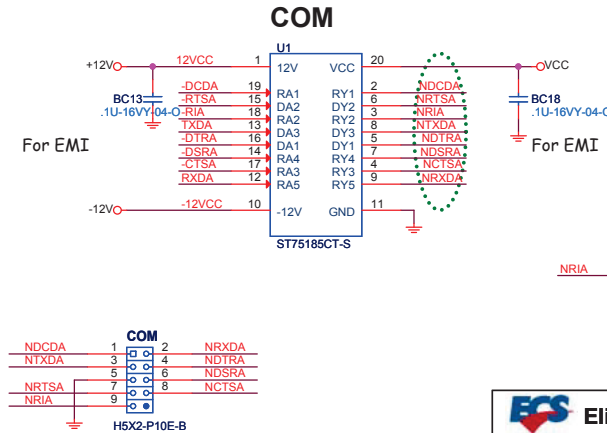 COM
U1
+12V 12VCC 1 12V VCC 20 VCC
BC13
.1U-16VY-04-O
For EMI
BC18
.1U-16VY-04-O
For EMI
-DCDA 19 RA1 RY1 2 NDCDA
-RTSA 15 DA2 DY2 6 NRTSA
-RIA 18 RA2 RY2 3 NRIA
TXDA 13 DA3 DY3 8 NTXDA
-DTRA 16 DA1 DY1 5 NDTRA
-DSRA 14 RA4 RY4 7 NDSRA
-CTSA 17 RA3 RY3 4 NCTSA
RXDA 12 RA5 RY5 9 NRXDA
-12V -12VCC 10 -12V GND 11
ST75185CT-S
NRIA
COM
NDCDA 1 2 NRXDA
NTXDA 3 4 NDTRA
5 6 NDSRA
NRTSA 7 8 NCTSA
NRIA 9
H5X2-P10E-B
ECS Eli